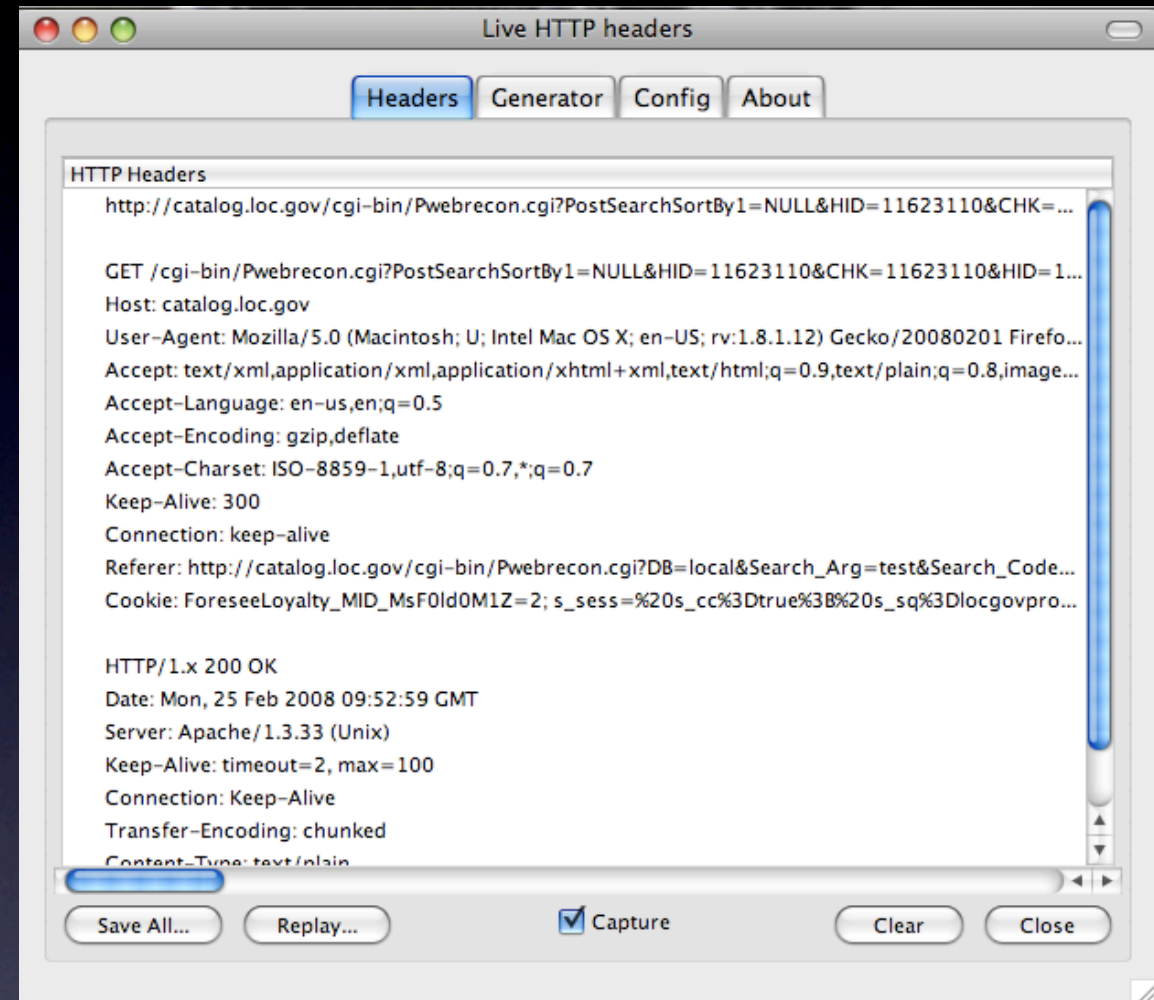 Live HTTP headers
Headers Generator Config About
HTTP Headers
http://catalog.loc.gov/cgi-bin/Pwebrecon.cgi?PostSearchSortBy1=NULL&HID=11623110&CHK=...
GET /cgi-bin/Pwebrecon.cgi?PostSearchSortBy1=NULL&HID=11623110&CHK=11623110&HID=1...
Host: catalog.loc.gov
User-Agent: Mozilla/5.0 (Macintosh; U; Intel Mac OS X; en-US; rv:1.8.1.12) Gecko/20080201 Firefo...
Accept: text/xml,application/xml,application/xhtml+xml,text/html;q=0.9,text/plain;q=0.8,image...
Accept-Language: en-us,en;q=0.5
Accept-Encoding: gzip,deflate
Accept-Charset: ISO-8859-1,utf-8;q=0.7,*;q=0.7
Keep-Alive: 300
Connection: keep-alive
Referer: http://catalog.loc.gov/cgi-bin/Pwebrecon.cgi?DB=local&Search_Arg=test&Search_Code...
Cookie: ForeseeLoyalty_MID_MsF0ld0M1Z=2; s_sess=%20s_cc%3Dtrue%3B%20s_sq%3Dlocgovpro...
HTTP/1.x 200 OK
Date: Mon, 25 Feb 2008 09:52:59 GMT
Server: Apache/1.3.33 (Unix)
Keep-Alive: timeout=2, max=100
Connection: Keep-Alive
Transfer-Encoding: chunked
Content-Type: text/plain
Save All... Replay... Capture Clear Close